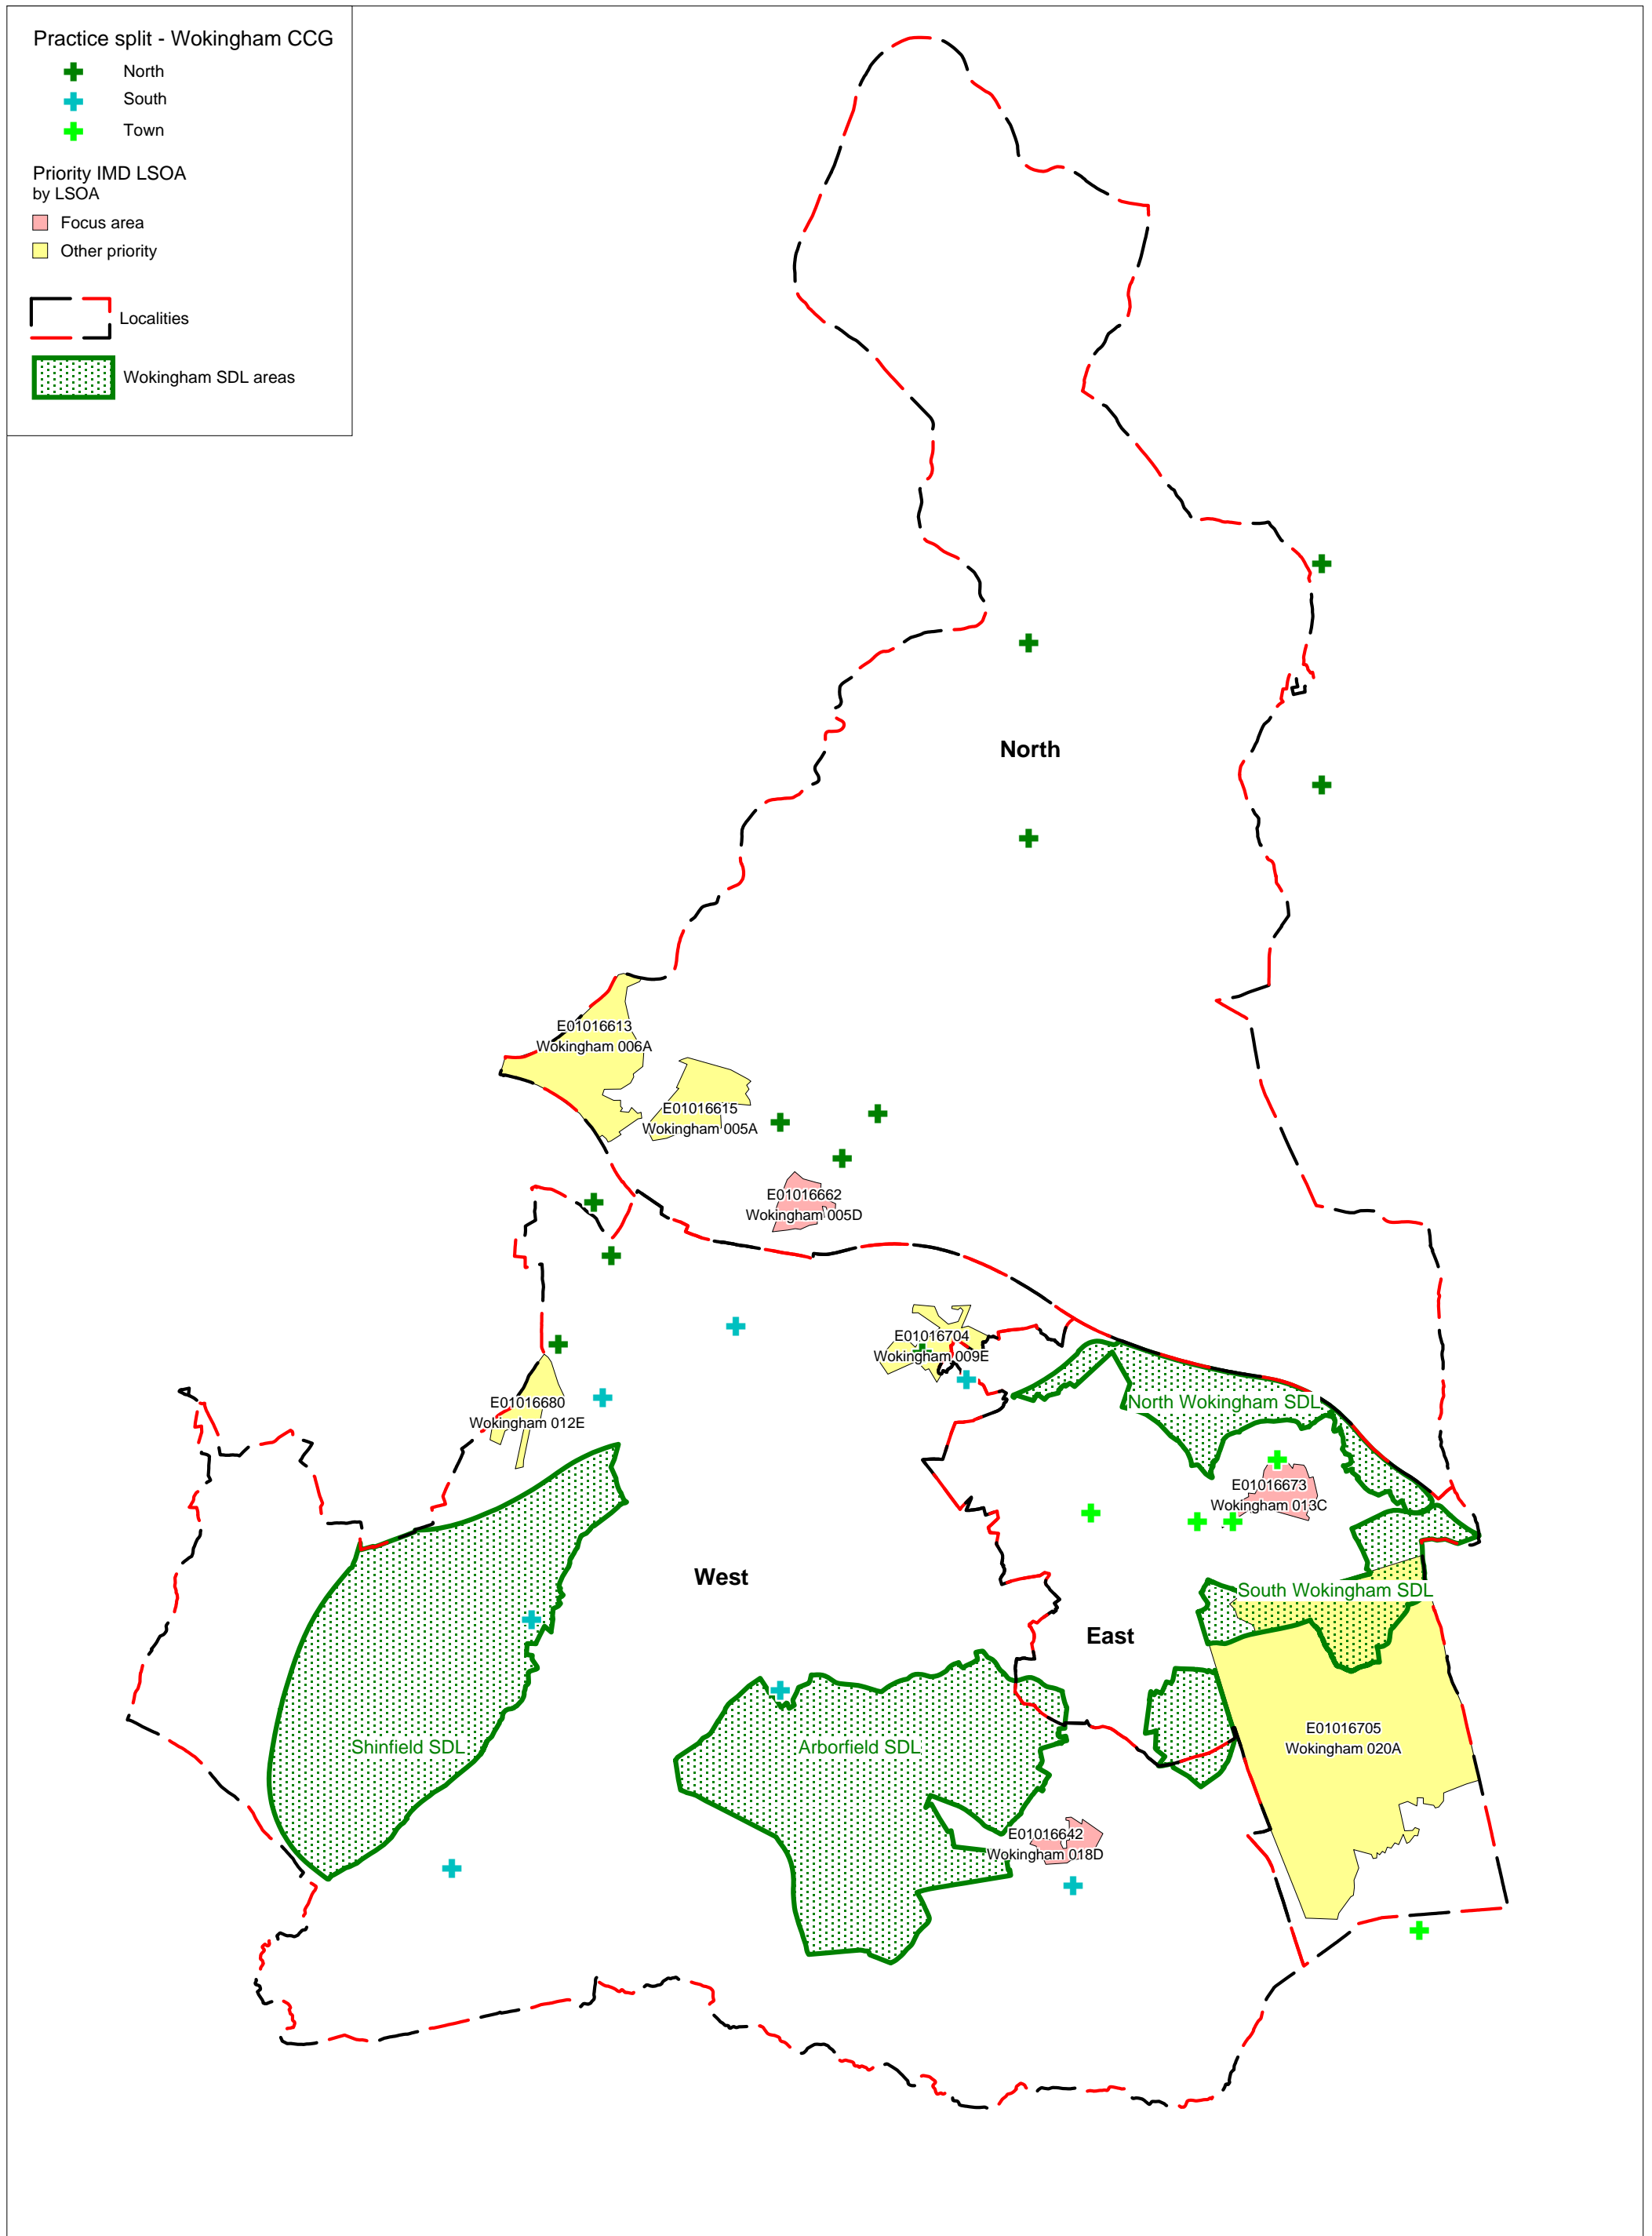 Practice split - Wokingham CCG
North
South
Town
Priority IMD LSOA
by LSOA
Focus area
Other priority
Localities
Wokingham SDL areas
North
E01016613
Wokingham 006A
E01016615
Wokingham 005A
E01016662
Wokingham 005D
E01016704
Wokingham 009E
E01016680
Wokingham 012E
North Wokingham SDL
E01016673
Wokingham 013C
West
South Wokingham SDL
East
E01016705
Wokingham 020A
Shinfield SDL
Arborfield SDL
E01016642
Wokingham 018D